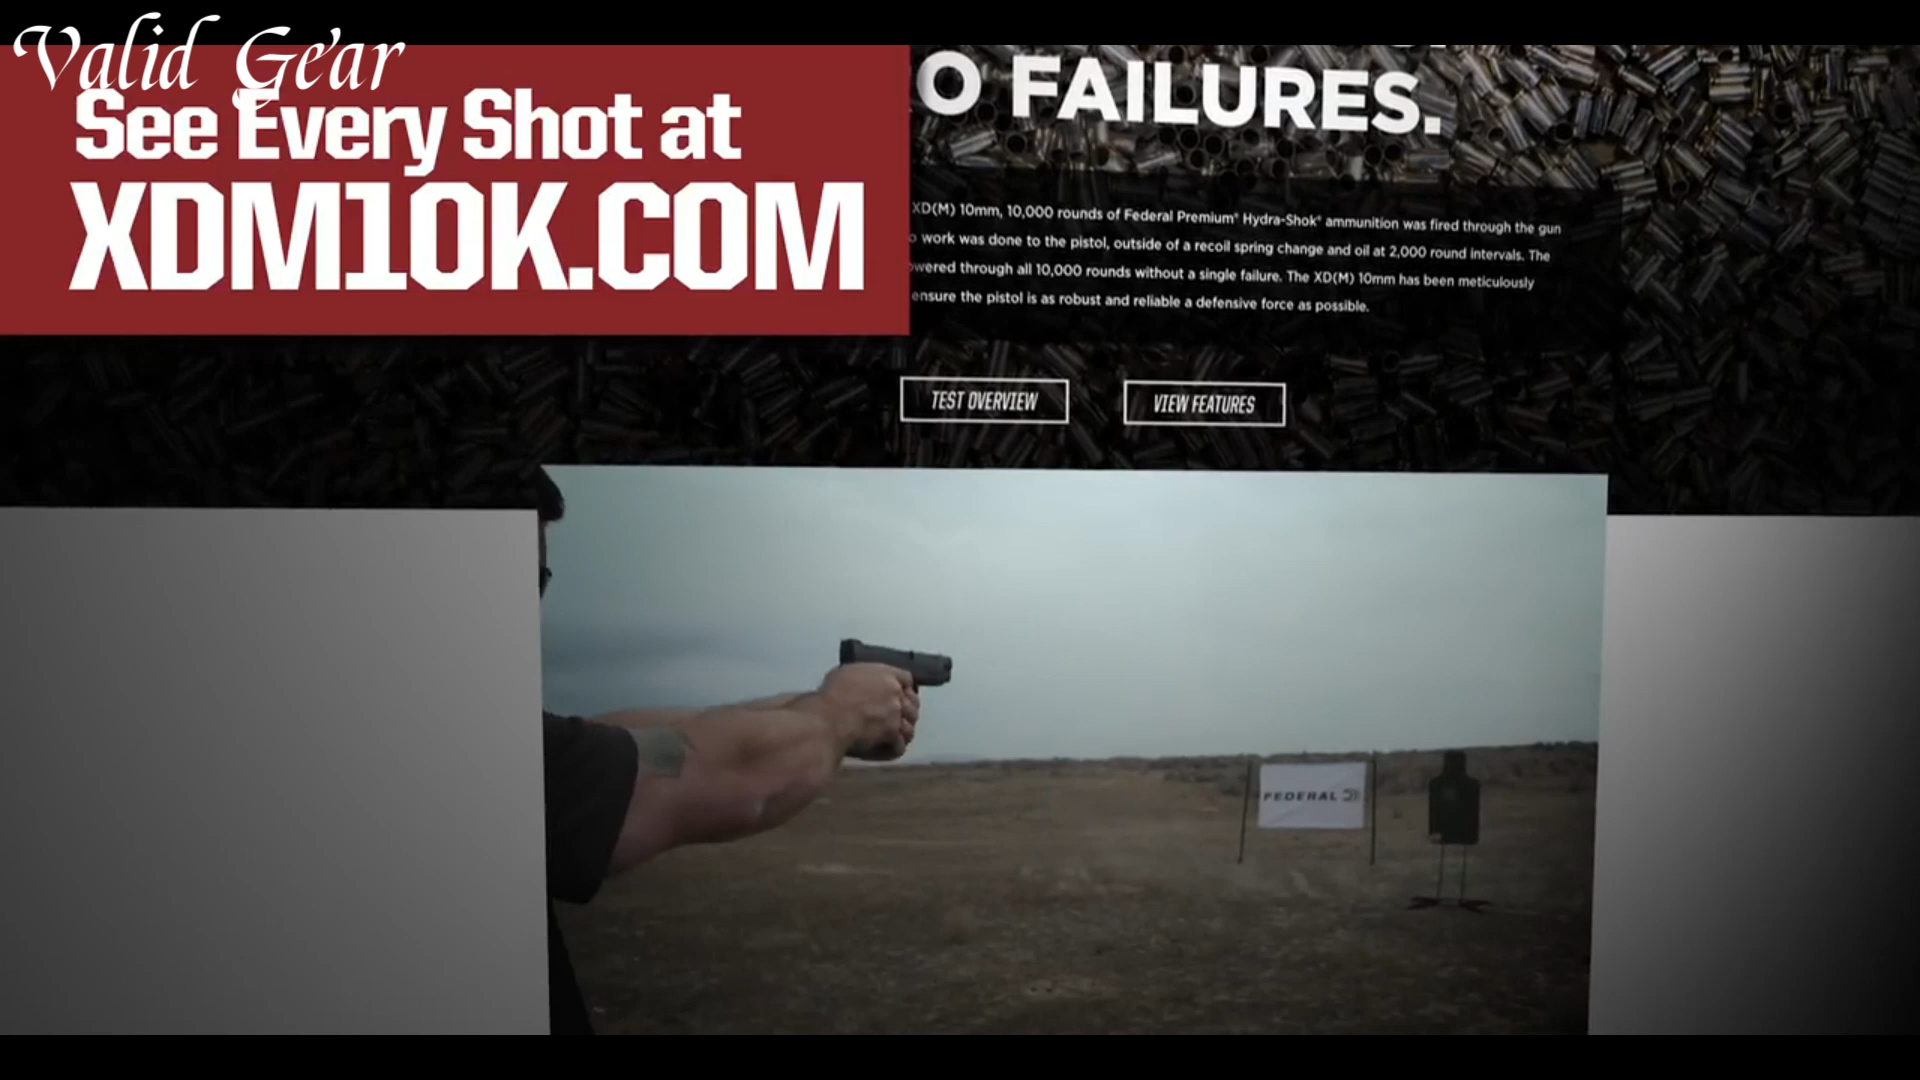 Valid Gear
See Every Shot at
XDM10K.COM
O FAILURES.
XD(M) 10mm, 10,000 rounds of Federal Premium® Hydra-Shok® ammunition was fired through the gun
o work was done to the pistol, outside of a recoil spring change and oil at 2,000 round intervals. The
owered through all 10,000 rounds without a single failure. The XD(M) 10mm has been meticulously
ensure the pistol is as robust and reliable a defensive force as possible.
TEST OVERVIEW
VIEW FEATURES
FEDERAL